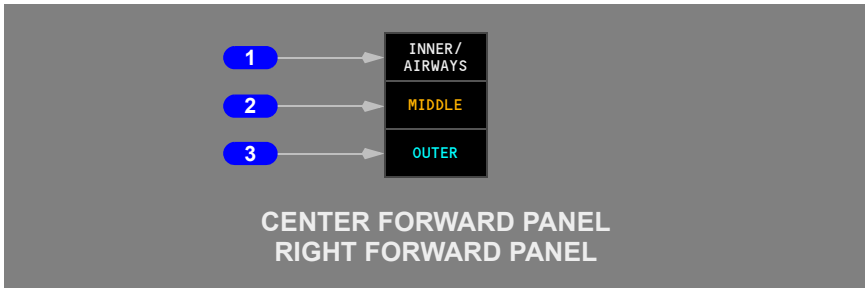 1
INNER/
AIRWAYS
2
MIDDLE
3
OUTER
CENTER FORWARD PANEL
RIGHT FORWARD PANEL